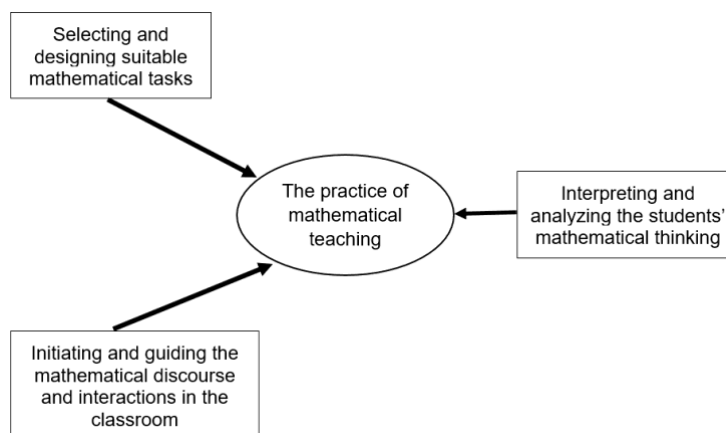 Selecting and
designing suitable
mathematical tasks
The practice of
mathematical
teaching
Interpreting and
analyzing the students’
mathematical thinking
Initiating and guiding the
mathematical discourse
and interactions in the
classroom